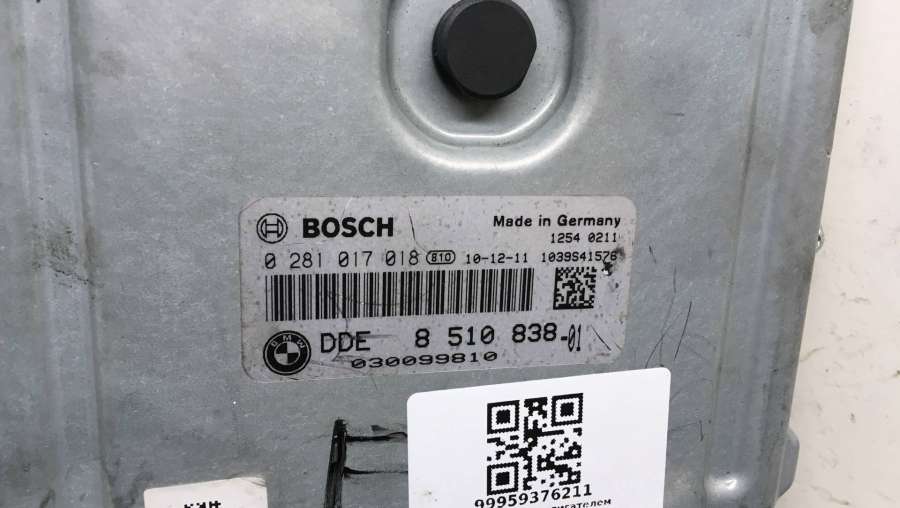 BOSCH
Made in Germany
1254 0211
0 281 017 018 810 10-12-11 1039S41576
BMW
DDE 8 510 838-01
030099810
99959376211